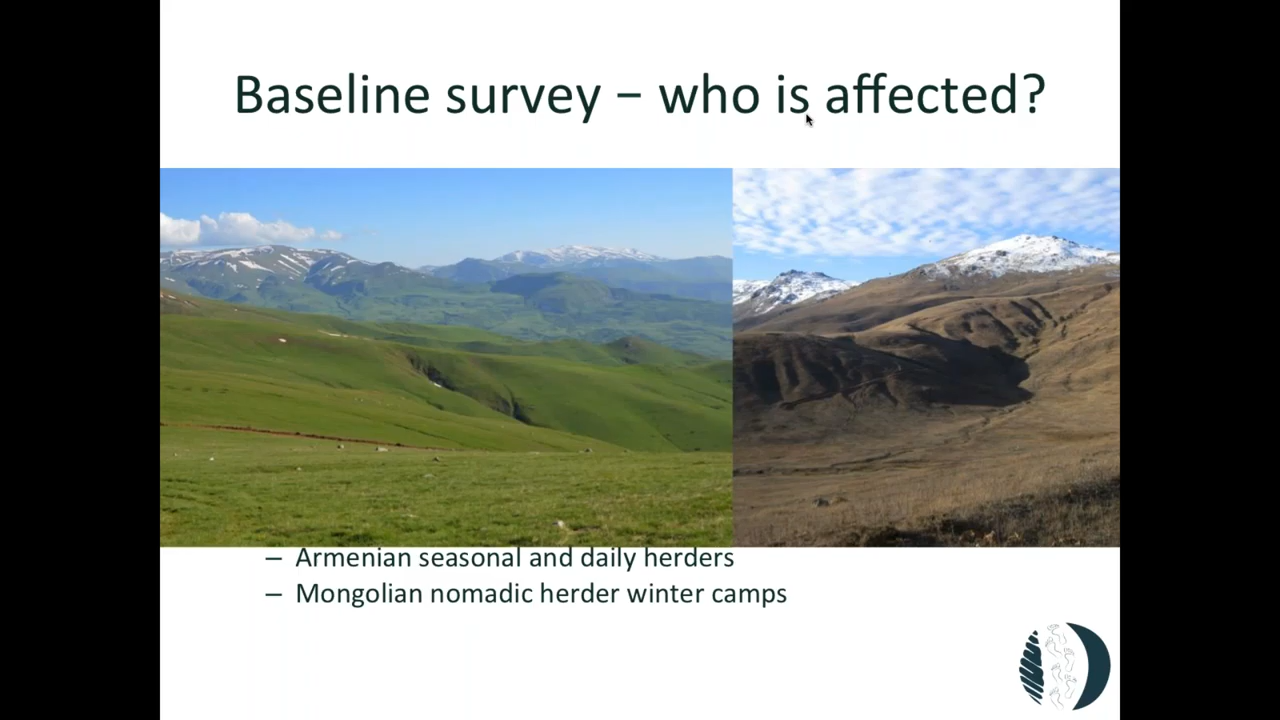 Baseline survey – who is affected?
– Armenian seasonal and daily herders
– Mongolian nomadic herder winter camps